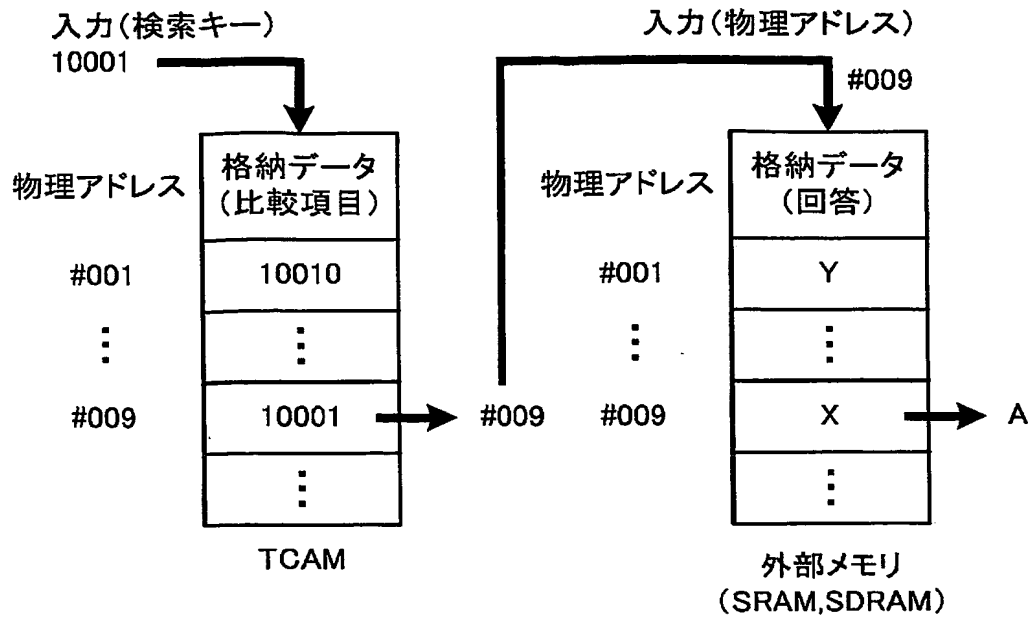 入力(検索キー)
10001
物理アドレス
格納データ
(比較項目)
#001
10010
⋮
⋮
#009
10001
#009
⋮
TCAM
入力(物理アドレス)
#009
物理アドレス
格納データ
(回答)
#001
Y
⋮
⋮
#009
X
A
⋮
外部メモリ
(SRAM,SDRAM)